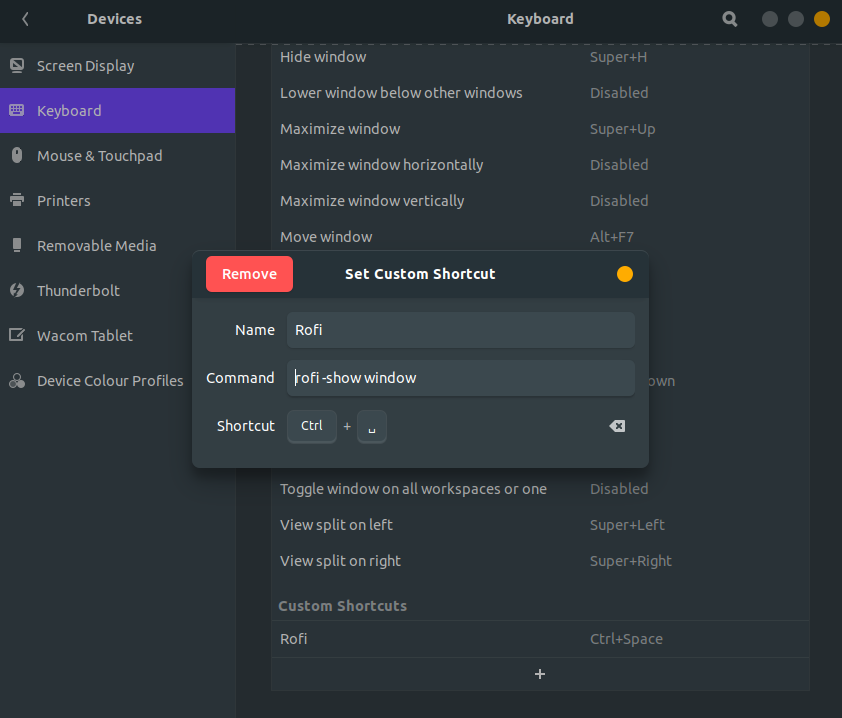 Devices
Keyboard
Screen Display
Keyboard
Mouse & Touchpad
Printers
Removable Media
Thunderbolt
Wacom Tablet
Device Colour Profiles
Hide window Super+H
Lower window below other windows Disabled
Maximize window Super+Up
Maximize window horizontally Disabled
Maximize window vertically Disabled
Move window Alt+F7
Remove
Set Custom Shortcut
Name Rofi
Command rofi -show window
Shortcut Ctrl + ␣
Toggle window on all workspaces or one Disabled
View split on left Super+Left
View split on right Super+Right
Custom Shortcuts
Rofi Ctrl+Space
+